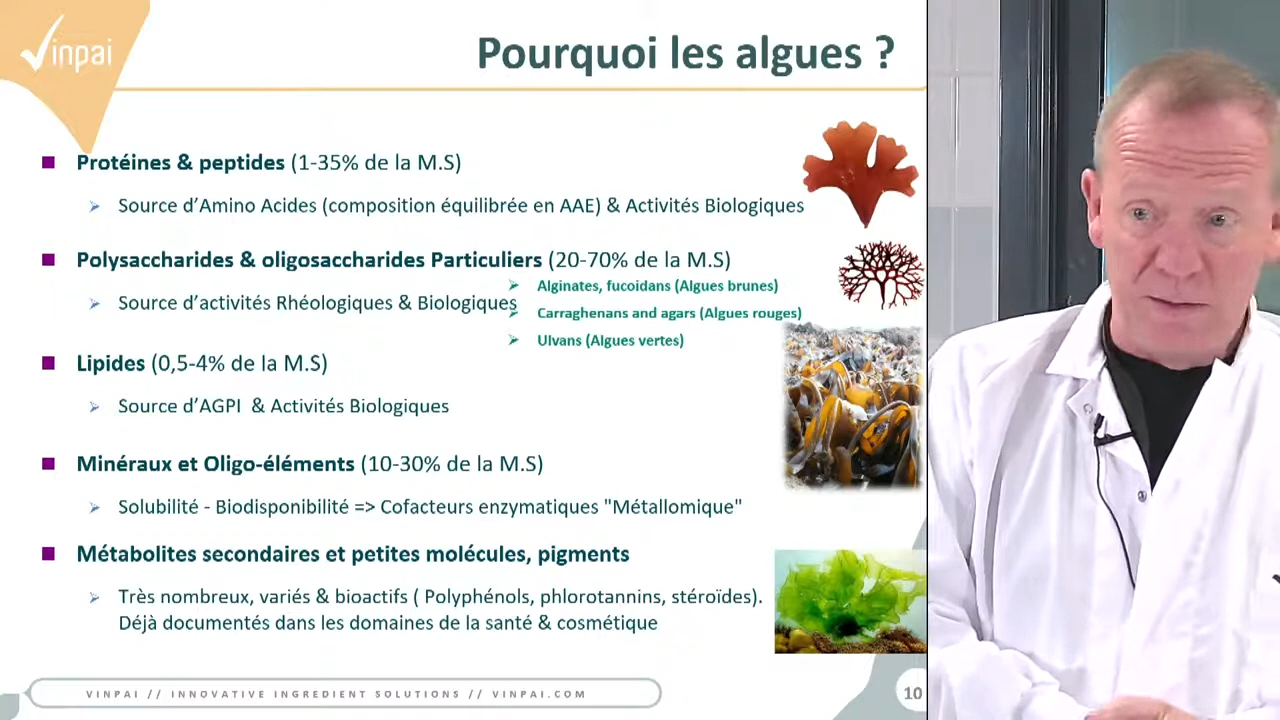 Vinpai
Pourquoi les algues ?
Protéines & peptides (1-35% de la M.S)
Source d'Amino Acides (composition équilibrée en AAE) & Activités Biologiques
Polysaccharides & oligosaccharides Particuliers (20-70% de la M.S)
Source d'activités Rhéologiques & Biologiques
Alginates, fucoidans (Algues brunes)
Carraghenans and agars (Algues rouges)
Ulvans (Algues vertes)
Lipides (0,5-4% de la M.S)
Source d'AGPI & Activités Biologiques
Minéraux et Oligo-éléments (10-30% de la M.S)
Solubilité - Biodisponibilité => Cofacteurs enzymatiques "Métallomique"
Métabolites secondaires et petites molécules, pigments
Très nombreux, variés & bioactifs ( Polyphénols, phlorotannins, stéroïdes).
Déjà documentés dans les domaines de la santé & cosmétique
VINPAI // INNOVATIVE INGREDIENT SOLUTIONS // VINPAI.COM
10